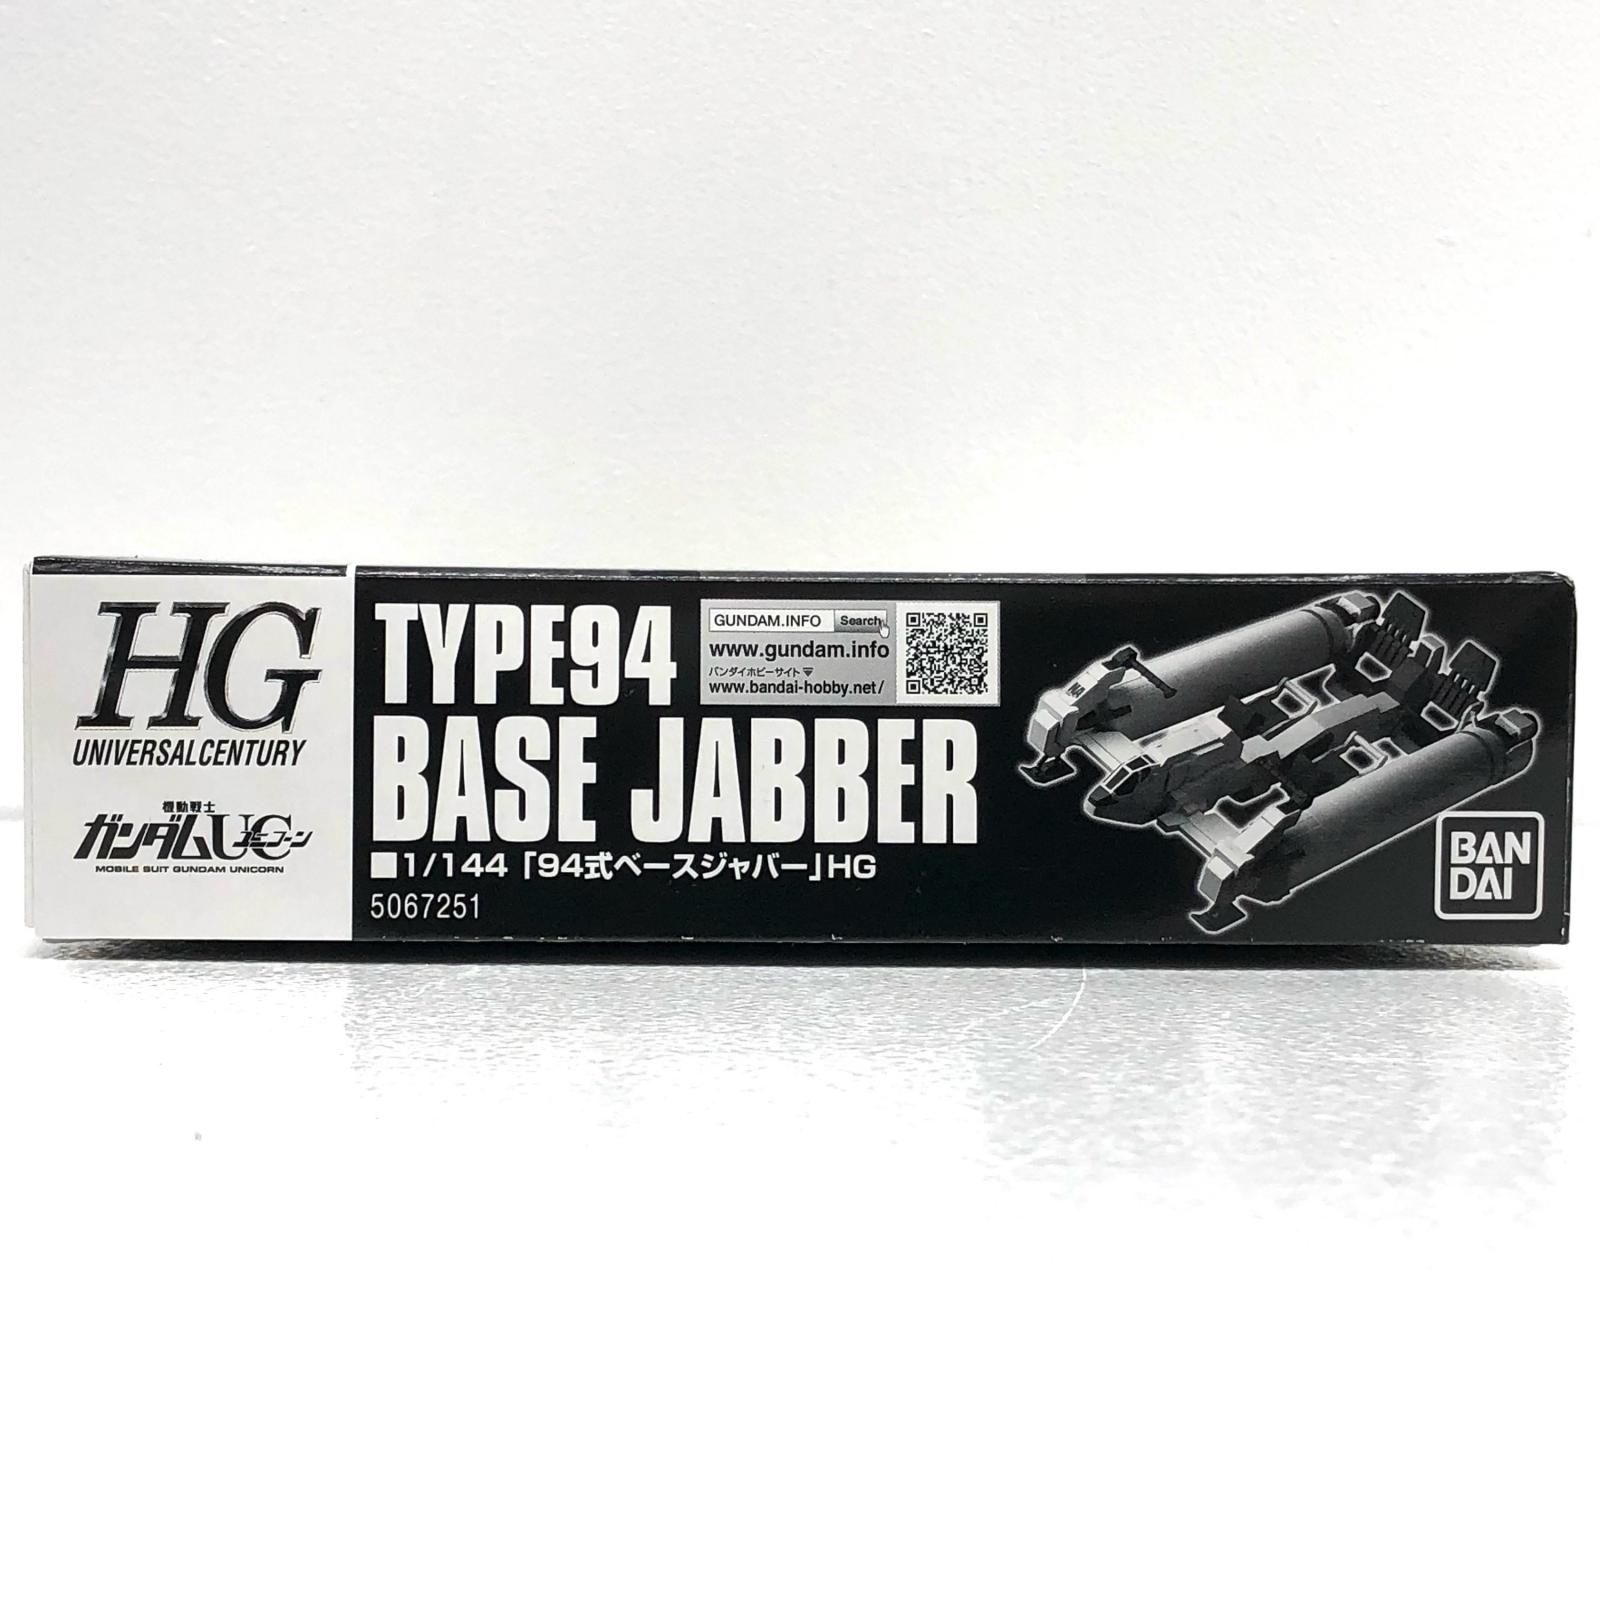 HG
UNIVERSALCENTURY
機動戦士
ガンダムUC
ユニコーン
MOBILE SUIT GUNDAM UNICORN
TYPE94
BASE JABBER
■1/144「94式ベースジャバー」HG
5067251
GUNDAM.INFO Search
www.gundam.info
バンダイホビーサイト▼
www.bandai-hobby.net/
BAN
DAI